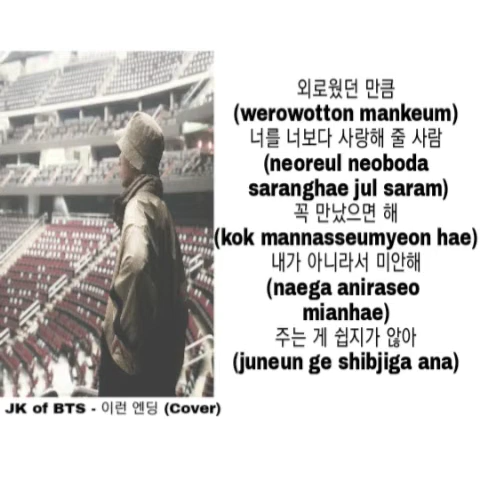 외로웠던 만큼
(werowotton mankeum)
너를 너보다 사랑해 줄 사람
(neoreul neoboda
saranghae jul saram)
꼭 만났으면 해
(kok mannasseumyeon hae)
내가 아니라서 미안해
(naega aniraseo
mianhae)
주는 게 쉽지가 않아
(juneun ge shibjiga ana)
JK of BTS - 이런 엔딩 (Cover)